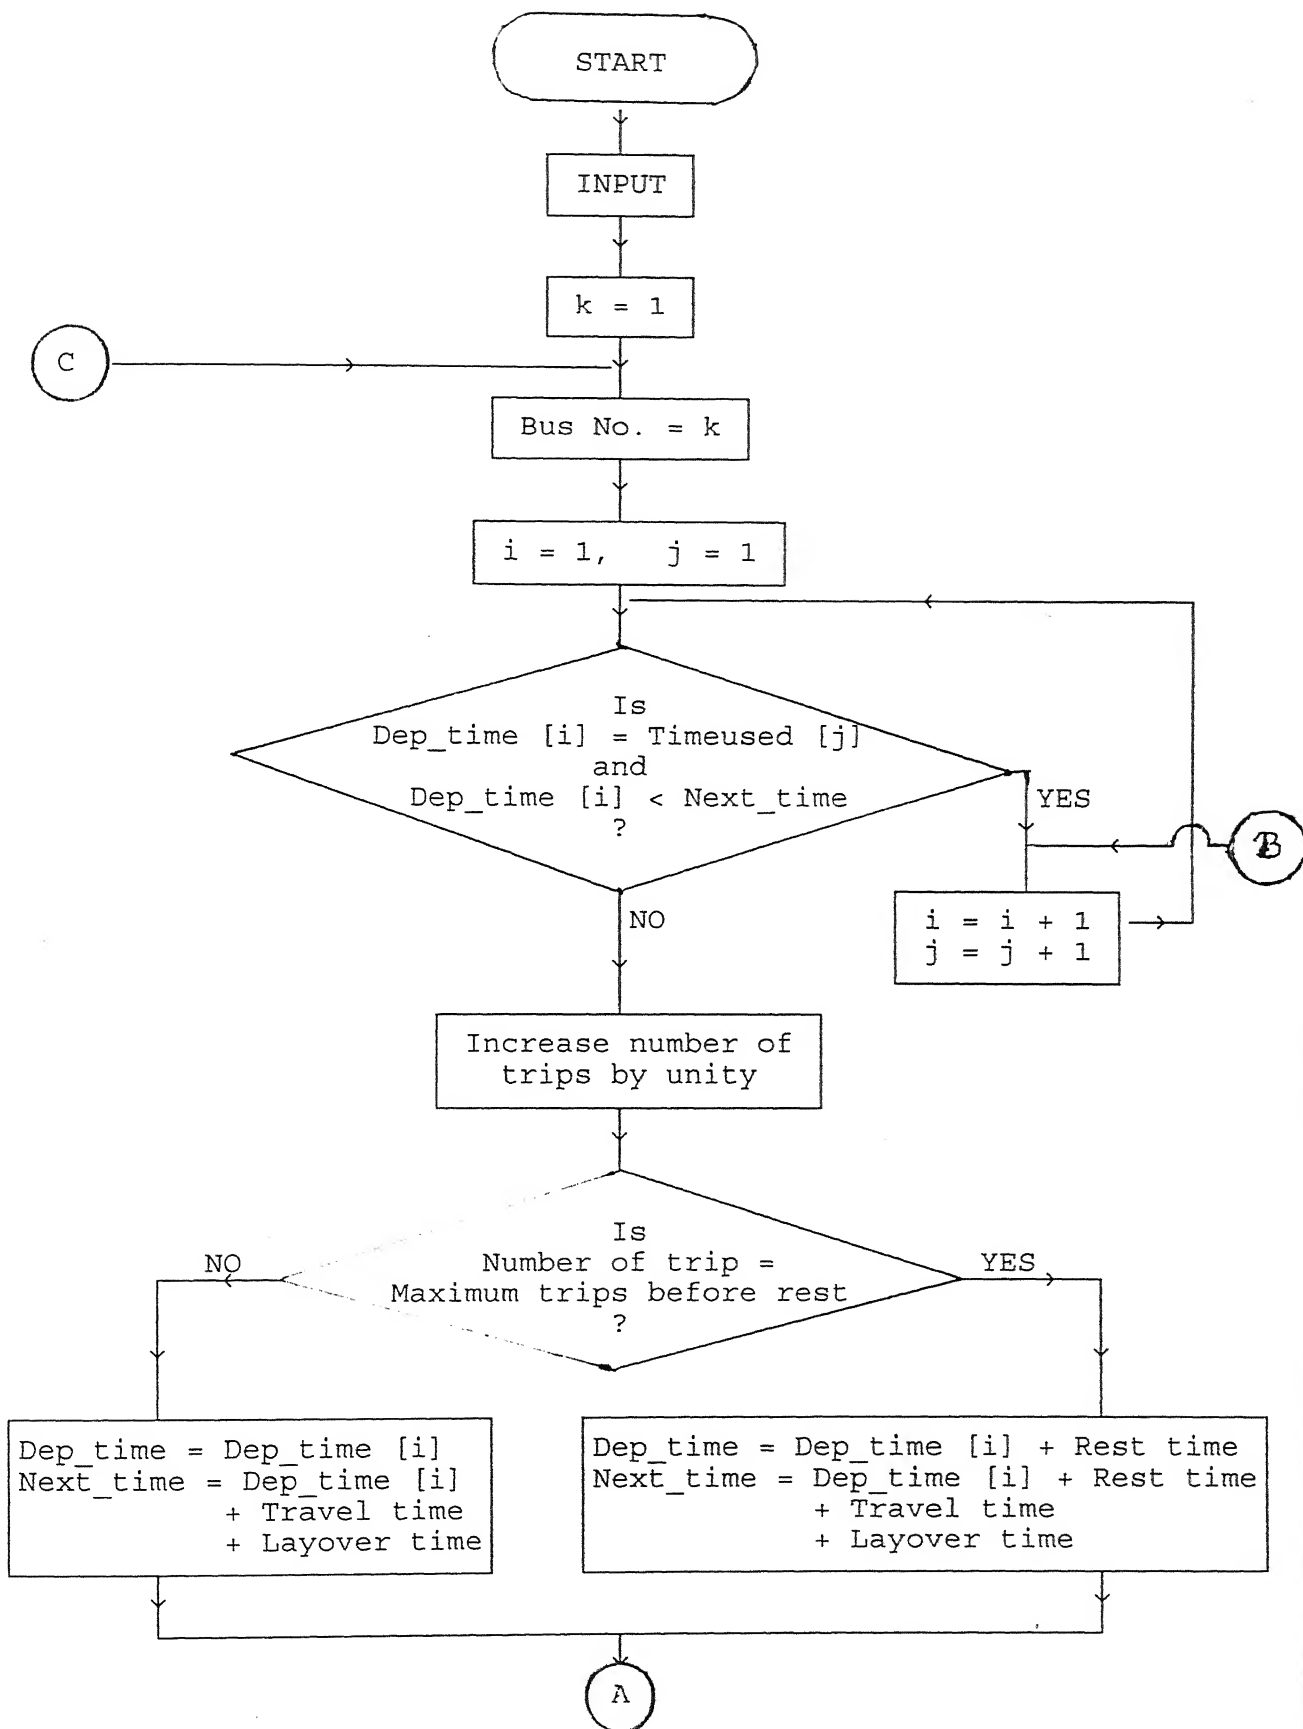 START
INPUT
k = 1
C
Bus No. = k
i = 1, j = 1
Is
Dep_time [i] = Timeused [j]
and
Dep_time [i] < Next_time
?
YES
B
NO
i = i + 1
j = j + 1
Increase number of
trips by unity
Is
Number of trip =
Maximum trips before rest
?
NO
YES
Dep_time = Dep_time [i]
Next_time = Dep_time [i]
+ Travel time
+ Layover time
Dep_time = Dep_time [i] + Rest time
Next_time = Dep_time [i] + Rest time
+ Travel time
+ Layover time
A